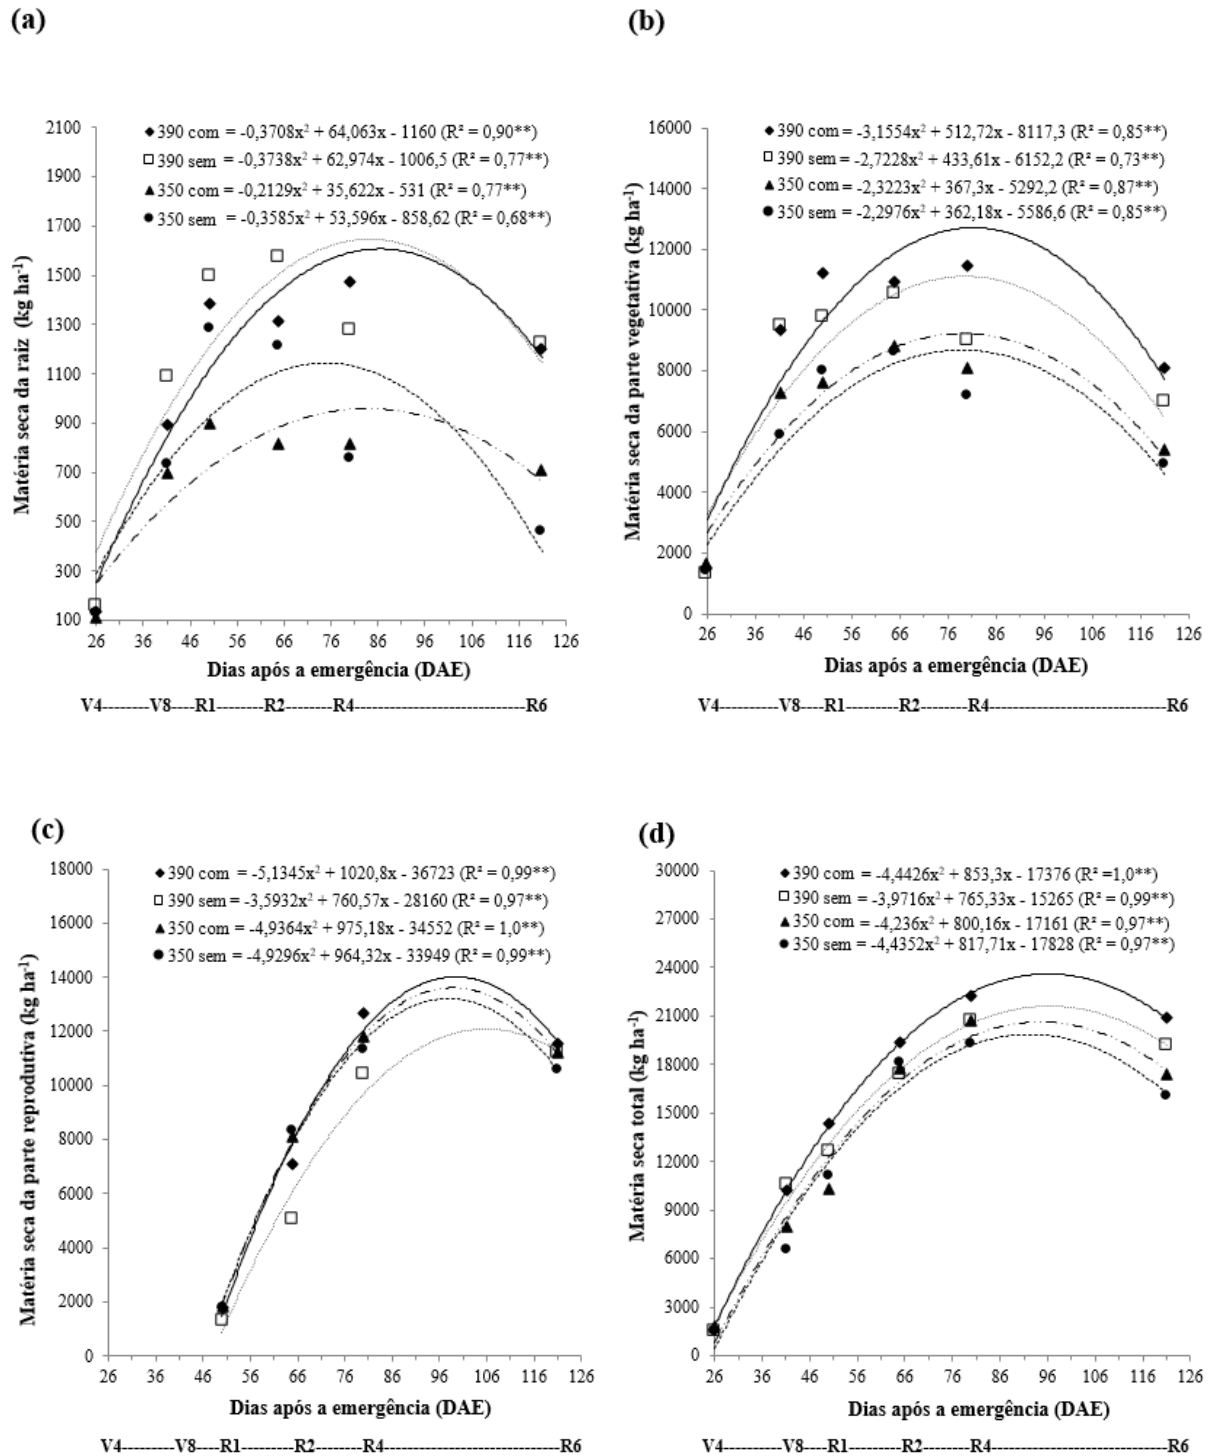 (a)
390 com = -0,3708x² + 64,063x - 1160 (R² = 0,90**)
390 sem = -0,3738x² + 62,974x - 1006,5 (R² = 0,77**)
350 com = -0,2129x² + 35,622x - 531 (R² = 0,77**)
350 sem = -0,3585x² + 53,596x - 858,62 (R² = 0,68**)
Matéria seca da raiz (kg ha⁻¹)
2100
1900
1700
1500
1300
1100
900
700
500
300
100
26 36 46 56 66 76 86 96 106 116 126
Dias após a emergência (DAE)
V4--------V8----R1--------R2--------R4-----------------------------R6
(b)
390 com = -3,1554x² + 512,72x - 8117,3 (R² = 0,85**)
390 sem = -2,7228x² + 433,61x - 6152,2 (R² = 0,73**)
350 com = -2,3223x² + 367,3x - 5292,2 (R² = 0,87**)
350 sem = -2,2976x² + 362,18x - 5586,6 (R² = 0,85**)
Matéria seca da parte vegetativa (kg ha⁻¹)
16000
14000
12000
10000
8000
6000
4000
2000
0
26 36 46 56 66 76 86 96 106 116 126
Dias após a emergência (DAE)
V4----------V8----R1---------R2---------R4------------------------------R6
(c)
390 com = -5,1345x² + 1020,8x - 36723 (R² = 0,99**)
390 sem = -3,5932x² + 760,57x - 28160 (R² = 0,97**)
350 com = -4,9364x² + 975,18x - 34552 (R² = 1,0**)
350 sem = -4,9296x² + 964,32x - 33949 (R² = 0,99**)
Matéria seca da parte reprodutiva (kg ha⁻¹)
18000
16000
14000
12000
10000
8000
6000
4000
2000
0
26 36 46 56 66 76 86 96 106 116 126
Dias após a emergência (DAE)
V4---------V8----R1---------R2--------R4------------------------------R6
(d)
390 com = -4,4426x² + 853,3x - 17376 (R² =1,0**)
390 sem = -3,9716x² + 765,33x - 15265 (R² = 0,99**)
350 com = -4,236x² + 800,16x - 17161 (R² = 0,97**)
350 sem = -4,4352x² + 817,71x - 17828 (R² = 0,97**)
Matéria seca total (kg ha⁻¹)
30000
27000
24000
21000
18000
15000
12000
9000
6000
3000
0
26 36 46 56 66 76 86 96 106 116 126
Dias após a emergência (DAE)
V4----------V8----R1---------R2--------R4-------------------------------R6